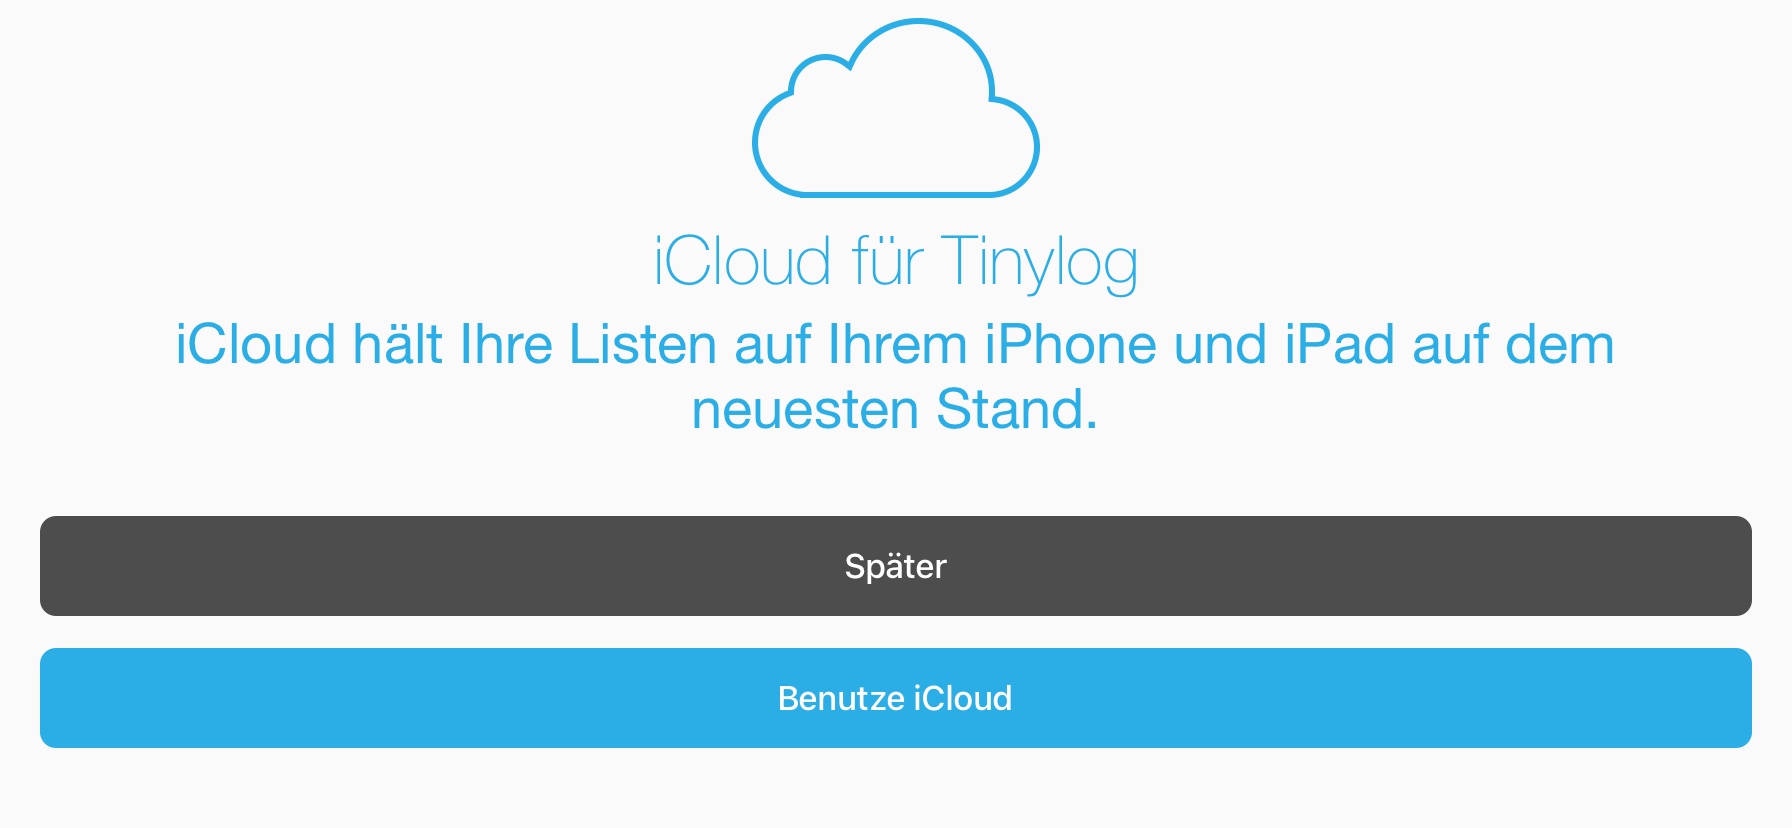 iCloud für Tinylog
iCloud hält Ihre Listen auf Ihrem iPhone und iPad auf dem
neuesten Stand.
Später
Benutze iCloud